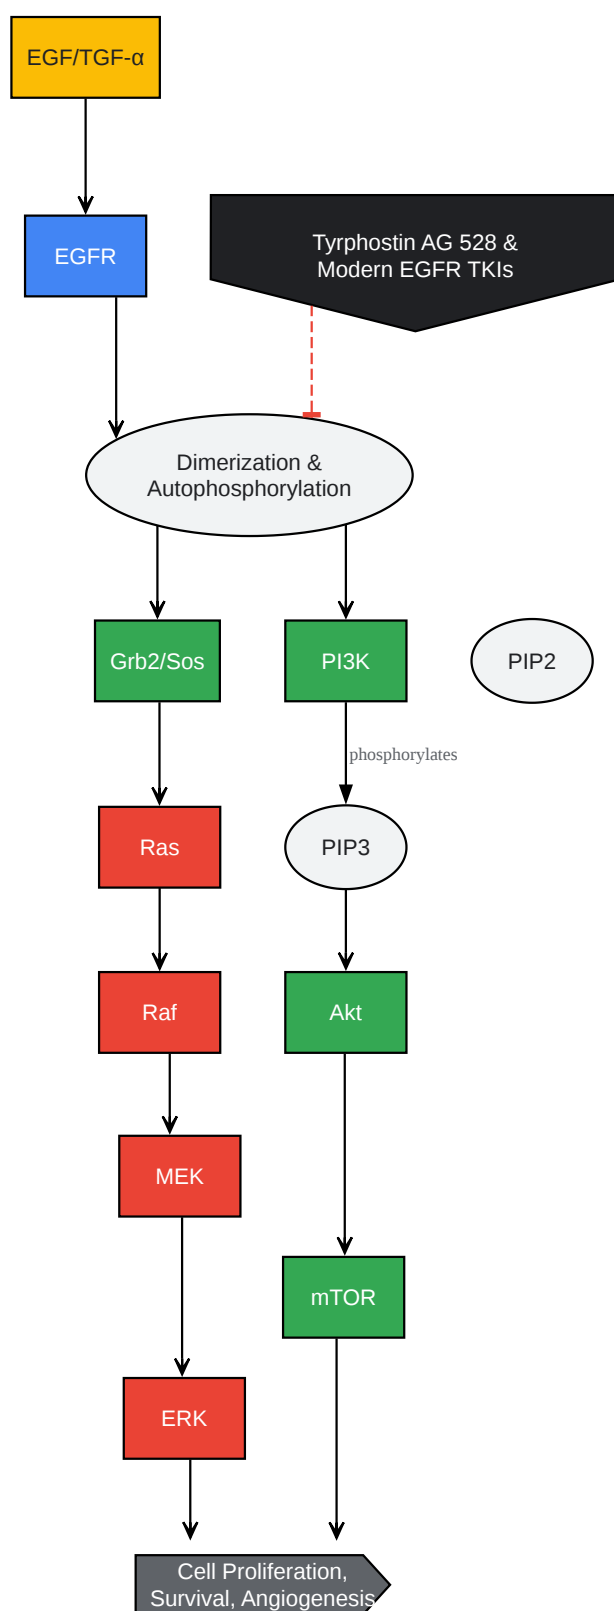 EGF/TGF-α
EGFR
Tyrphostin AG 528 &
Modern EGFR TKIs
Dimerization &
Autophosphorylation
Grb2/Sos
PI3K
PIP2
phosphorylates
Ras
PIP3
Raf
Akt
MEK
mTOR
ERK
Cell Proliferation,
Survival, Angiogenesis